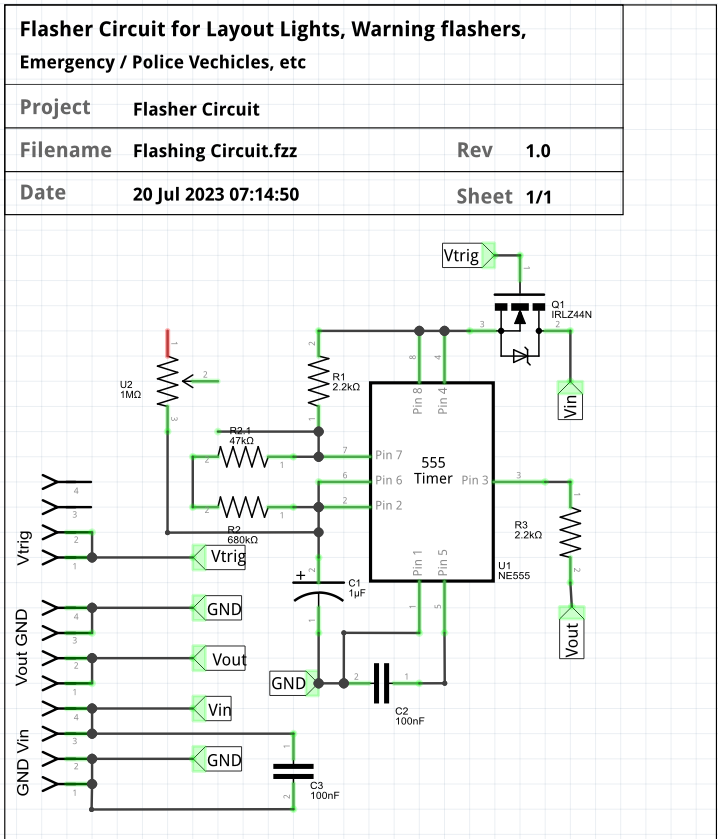 Flasher Circuit for Layout Lights, Warning flashers,
Emergency / Police Vechicles, etc
Project Flasher Circuit
Filename Flashing Circuit.fzz Rev 1.0
Date 20 Jul 2023 07:14:50 Sheet 1/1
Vtrig
1
Q1
IRLZ44N
3
2
Vin
1
U2
1MΩ
2
3
2
R1
2.2kΩ
1
8
4
Pin 8
Pin 4
R2.1
47kΩ
2
1
7
Pin 7
6
Pin 6
2
Pin 2
555
Timer
Pin 3
3
2
1
R2
680kΩ
1
R3
2.2kΩ
2
Vout
Pin 1
Pin 5
U1
NE555
1
5
2
C1
1µF
+
1
GND
2
1
C2
100nF
4
3
2
1
Vtrig
Vtrig
4
3
2
1
Vout GND
GND
Vout
4
3
2
1
GND Vin
Vin
GND
1
C3
100nF
2